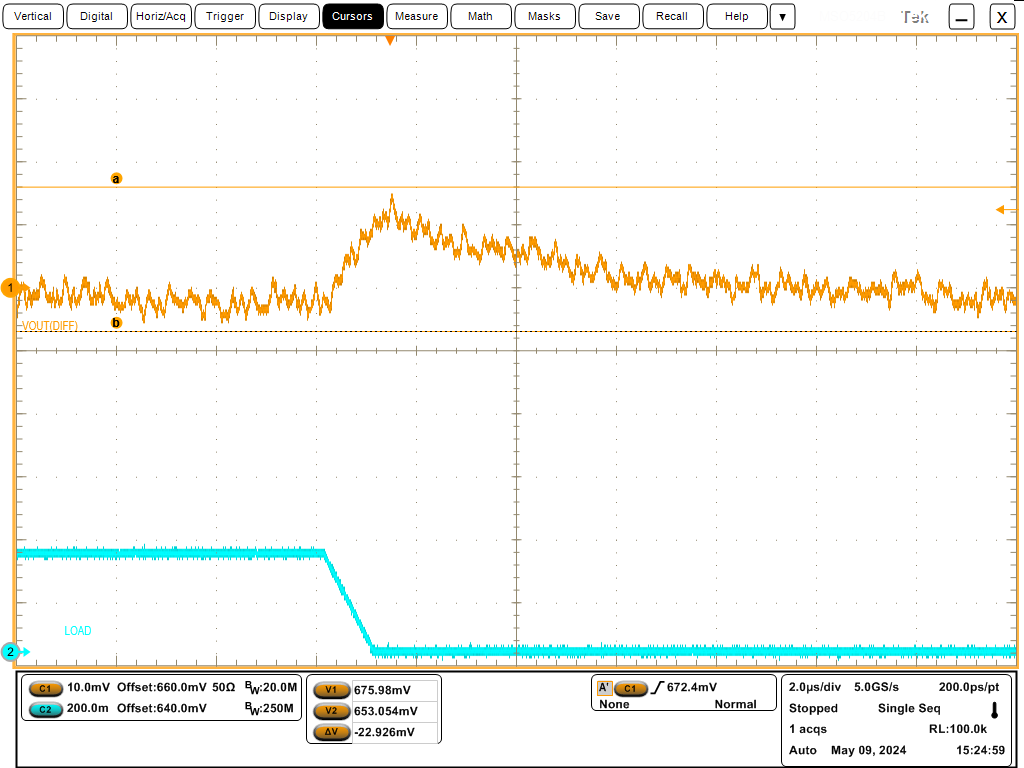 Vertical Digital Horiz/Acq Trigger Display Cursors Measure Math Masks Save Recall Help Tek X
a
1
VOUT(DIFF)
b
LOAD
2
C1 10.0mV Offset:660.0mV 50Ω BW:20.0M
C2 200.0m Offset:640.0mV BW:250M
V1 675.98mV
V2 653.054mV
ΔV -22.926mV
A' C1 672.4mV
None Normal
2.0µs/div 5.0GS/s 200.0ps/pt
Stopped Single Seq
1 acqs RL:100.0k
Auto May 09, 2024 15:24:59